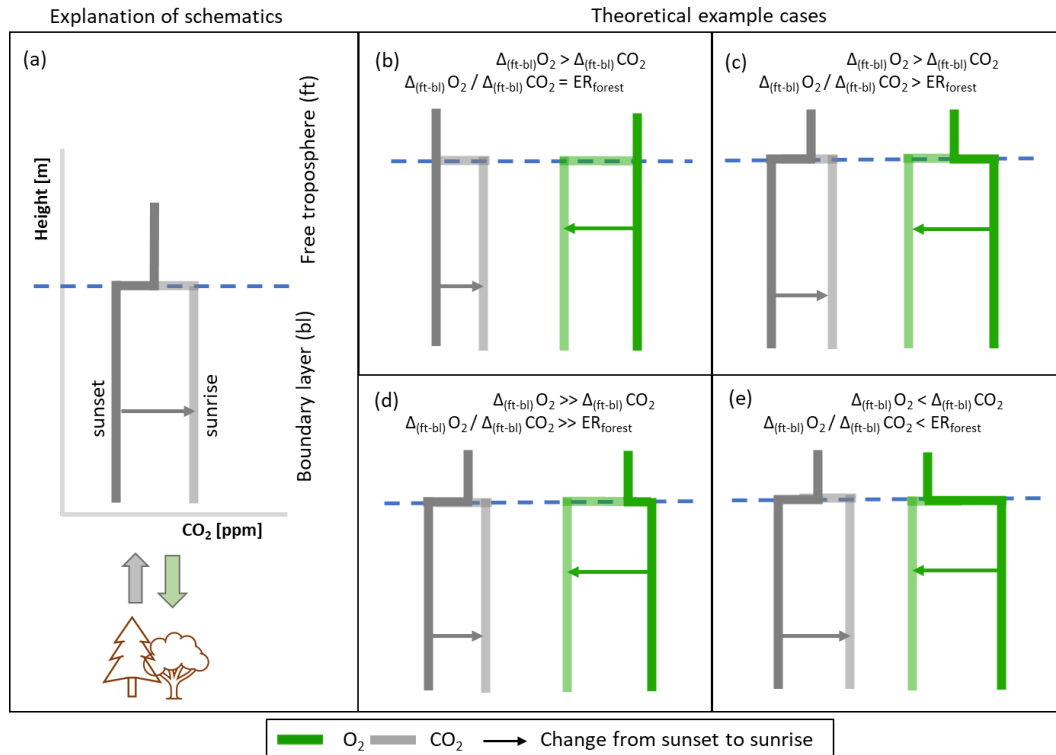 Explanation of schematics
Theoretical example cases
(a)
Height [m]
Free troposphere (ft)
Boundary layer (bl)
sunset
sunrise
CO₂ [ppm]
(b)
Δ(ft-bl)O₂ > Δ(ft-bl)CO₂
Δ(ft-bl)O₂ / Δ(ft-bl)CO₂ = ERforest
(c)
Δ(ft-bl)O₂ > Δ(ft-bl)CO₂
Δ(ft-bl)O₂ / Δ(ft-bl)CO₂ > ERforest
(d)
Δ(ft-bl)O₂ >> Δ(ft-bl)CO₂
Δ(ft-bl)O₂ / Δ(ft-bl)CO₂ >> ERforest
(e)
Δ(ft-bl)O₂ < Δ(ft-bl)CO₂
Δ(ft-bl)O₂ / Δ(ft-bl)CO₂ < ERforest
O₂ CO₂ Change from sunset to sunrise